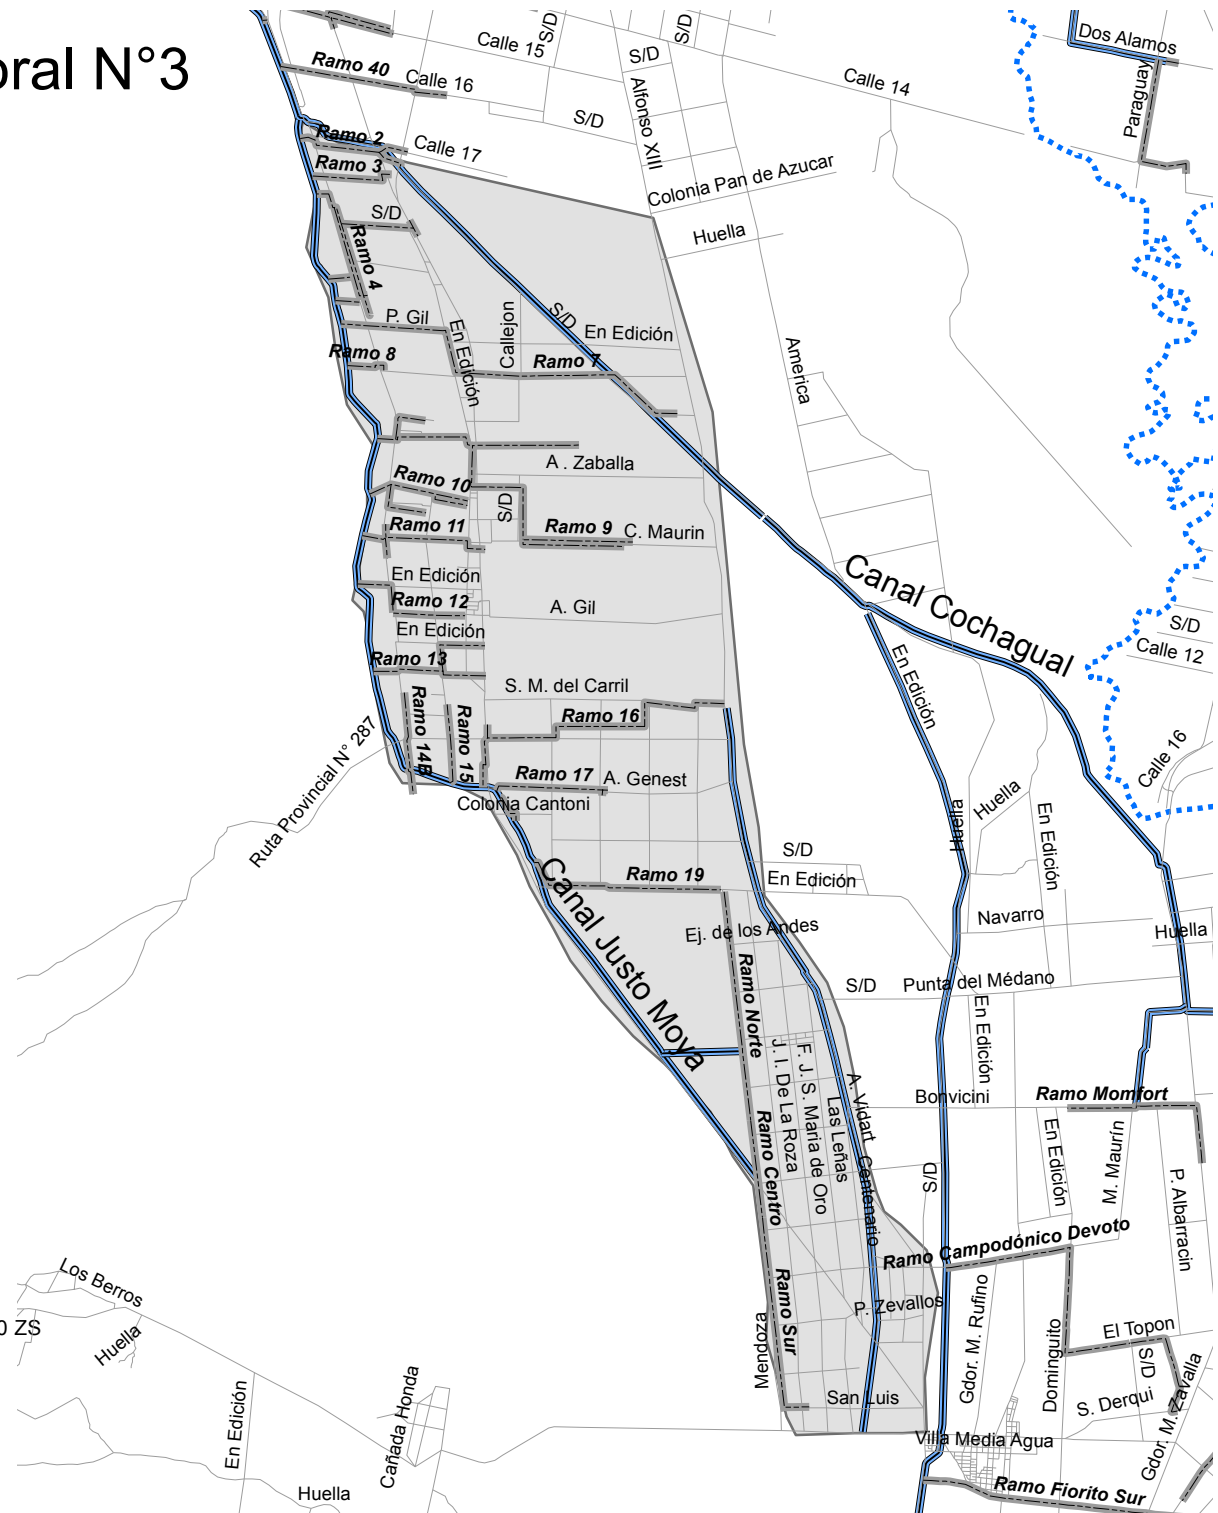 oral N°3
S/D
S/D
Calle 15
S/D
Dos Alamos
Ramo 40
Calle 16
Alfonso XIII
Calle 14
Paraguay
S/D
Ramo 2
Calle 17
Ramo 3
Colonia Pan de Azucar
S/D
Huella
Ramo 4
P. Gil
En Edición
Callejon
S/D
En Edición
America
Ramo 8
Ramo 7
A . Zaballa
Ramo 10
S/D
Ramo 11
Ramo 9
C. Maurin
En Edición
Canal Cochagual
Ramo 12
A. Gil
S/D
En Edición
Calle 12
Ramo 13
En Edición
S. M. del Carril
Ramo 14B
Ramo 15
Ramo 16
Ruta Provincial N° 287
Calle 16
Ramo 17
A. Genest
Colonia Cantoni
Huella
Huella
En Edición
S/D
Ramo 19
En Edición
Canal Justo Moya
Navarro
Ej. de los Andes
Huella
Ramo Norte
S/D
Punta del Médano
En Edición
J. I. De La Roza
F. J. S. Maria de Oro
Las Leñas
A. Vidart
Bonvicini
Ramo Momfort
Ramo Centro
Centenario
S/D
En Edición
M. Maurín
P. Albarracin
Ramo Campodónico Devoto
Los Berros
Ramo Sur
P. Zevallos
Gdor. M. Rufino
0 ZS
Huella
Mendoza
Dominguito
El Topon
S/D
San Luis
S. Derqui
Gdor. M. Zavalla
En Edición
Cañada Honda
Villa Media Agua
Huella
Ramo Fiorito Sur